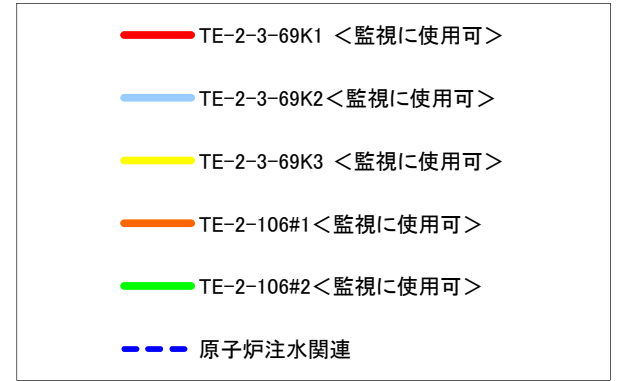 TE-2-3-69K1 ＜監視に使用可＞
TE-2-3-69K2＜監視に使用可＞
TE-2-3-69K3 ＜監視に使用可＞
TE-2-106#1＜監視に使用可＞
TE-2-106#2＜監視に使用可＞
原子炉注水関連